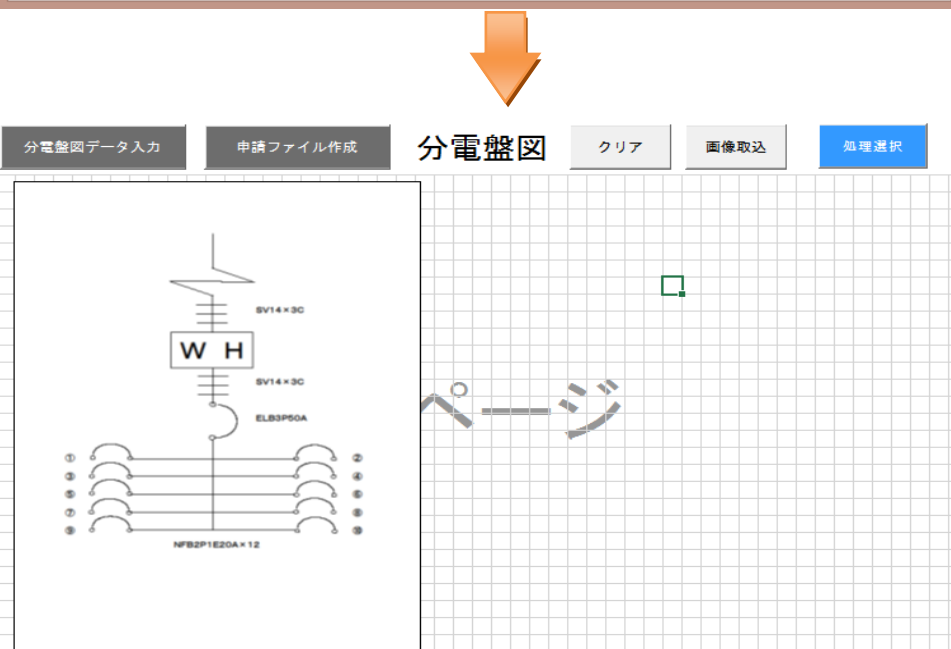 分電盤図データ入力 申請ファイル作成 分電盤図 クリア 画像取込 処理選択
SV14×3C
W H
SV14×3C
ELB3P50A
ページ
① ②
③ ④
⑤ ⑥
⑦ ⑧
⑨ ⑩
NFB2P1E20A×12